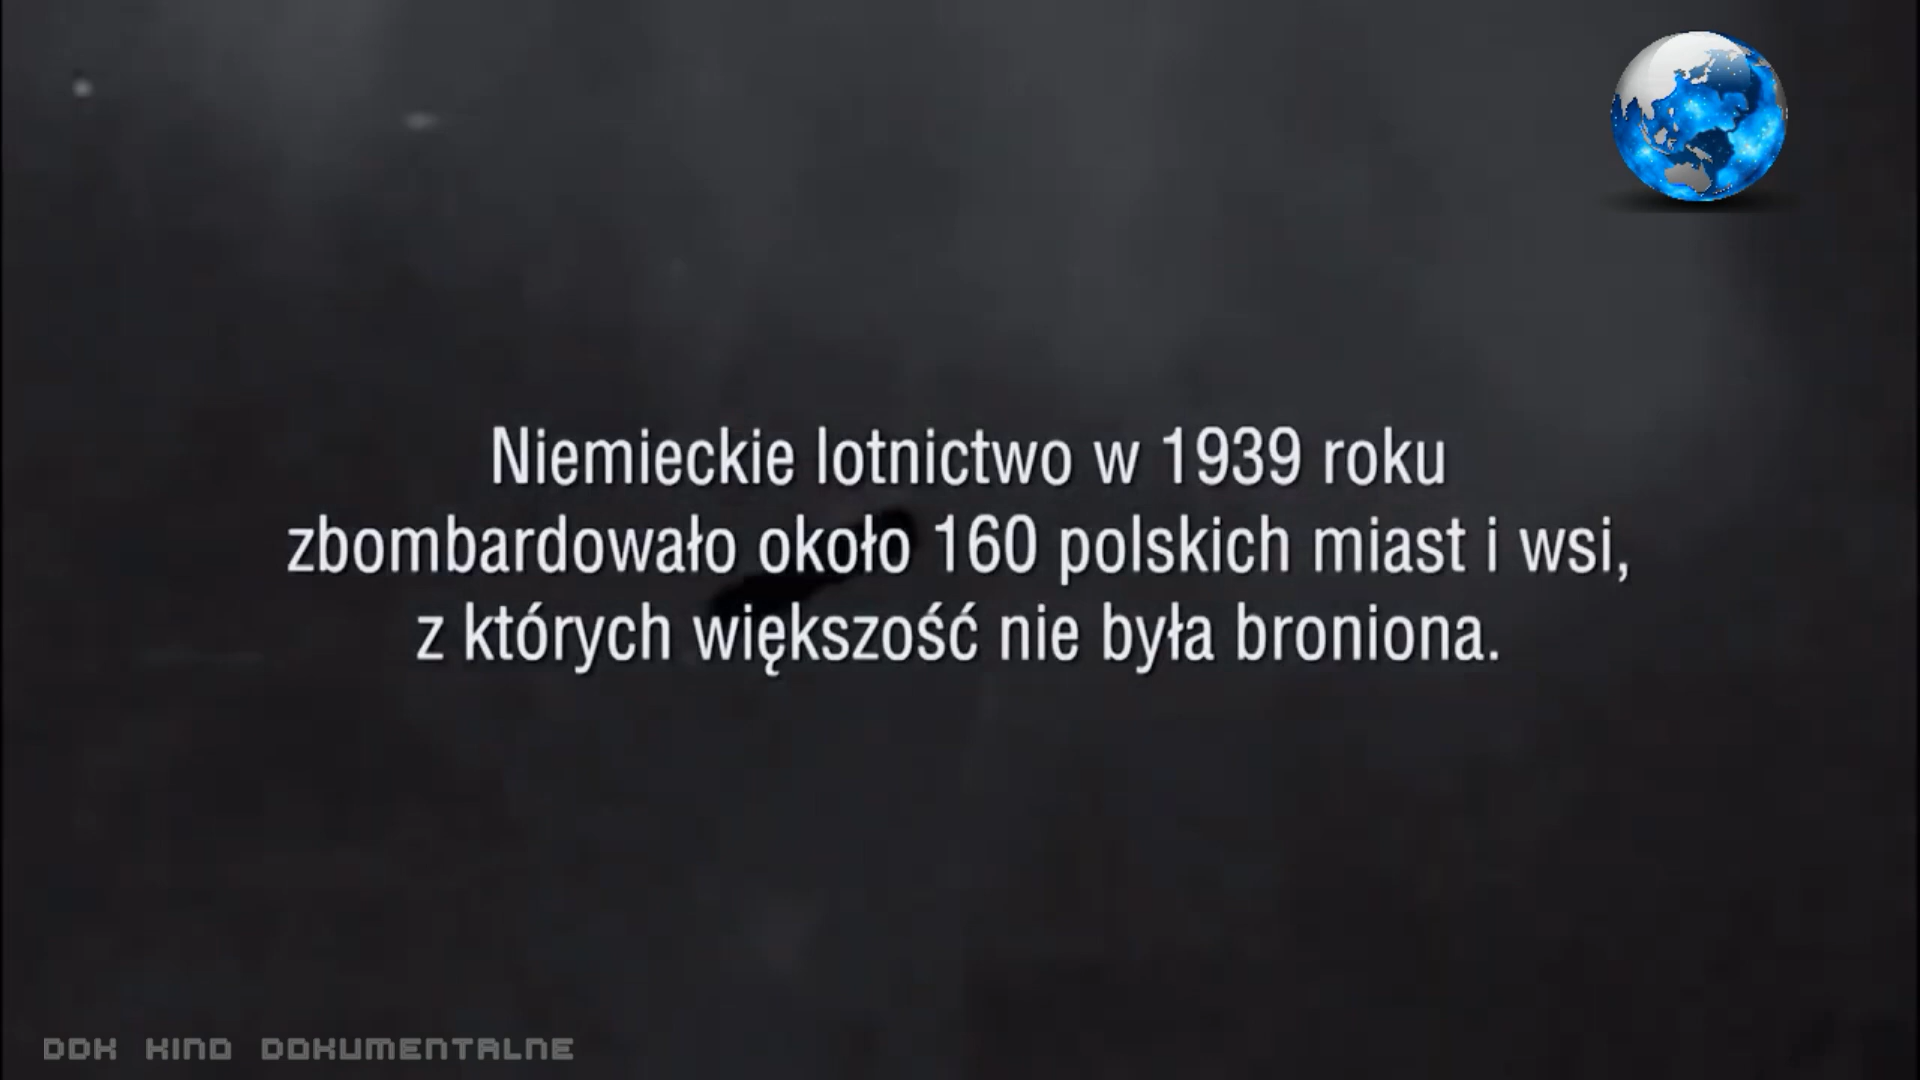 Niemieckie lotnictwo w 1939 roku
zbombardowało około 160 polskich miast i wsi,
z których większość nie była broniona.
DDK KINO DOKUMENTALNE